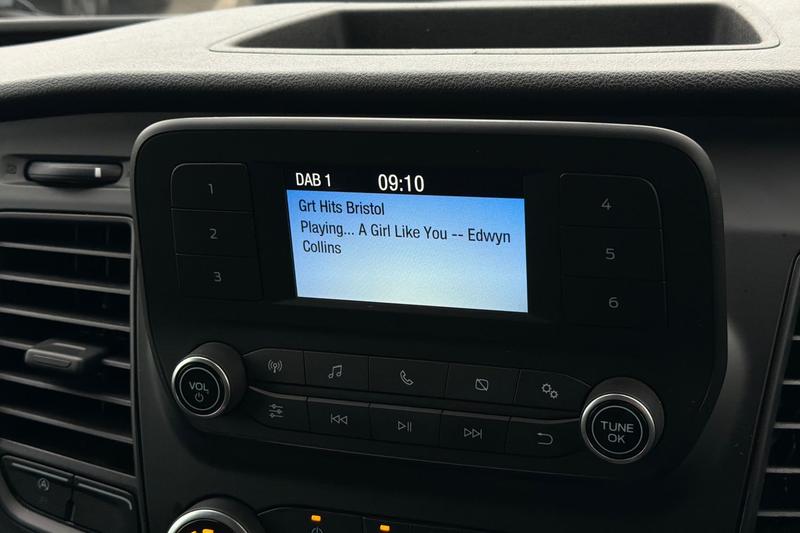 DAB 1 09:10
Grt Hits Bristol
Playing... A Girl Like You -- Edwyn
Collins
1
2
3
4
5
6
VOL
TUNE
OK